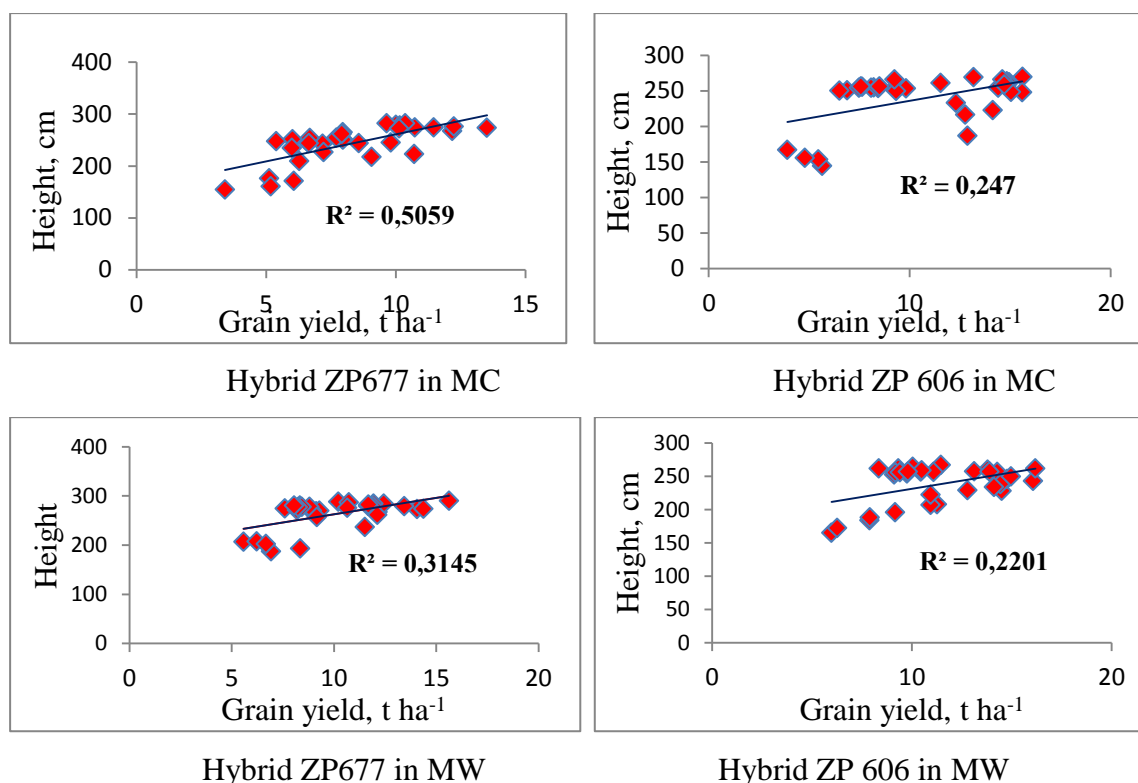 400
300
200
100
0
Height, cm
R² = 0,5059
0
5
10
15
Grain yield, t ha⁻¹
Hybrid ZP677 in MC
300
250
200
150
100
50
0
Height, cm
R² = 0,247
0
10
20
Grain yield, t ha⁻¹
Hybrid ZP 606 in MC
400
300
200
100
0
Height
R² = 0,3145
0
5
10
15
20
Grain yield, t ha⁻¹
Hybrid ZP677 in MW
300
250
200
150
100
50
0
Height, cm
R² = 0,2201
0
10
20
Grain yield, t ha⁻¹
Hybrid ZP 606 in MW